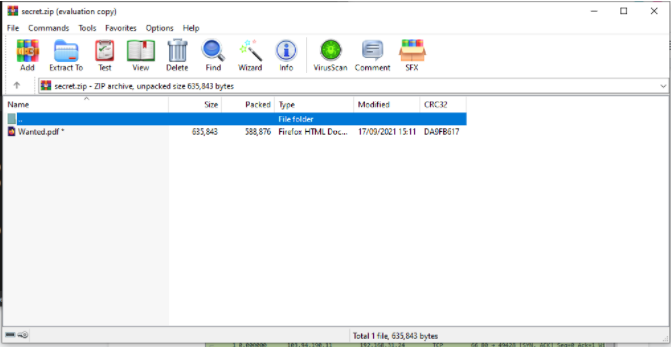 secret.zip (evaluation copy)
File Commands Tools Favorites Options Help
Add Extract To Test View Delete Find Wizard Info VirusScan Comment SFX
secret.zip - ZIP archive, unpacked size 635,843 bytes
Name Size Packed Type Modified CRC32
.. File folder
Wanted.pdf * 635,843 588,876 Firefox HTML Doc... 17/09/2021 15:11 DA9FB617
Total 1 file, 635,843 bytes